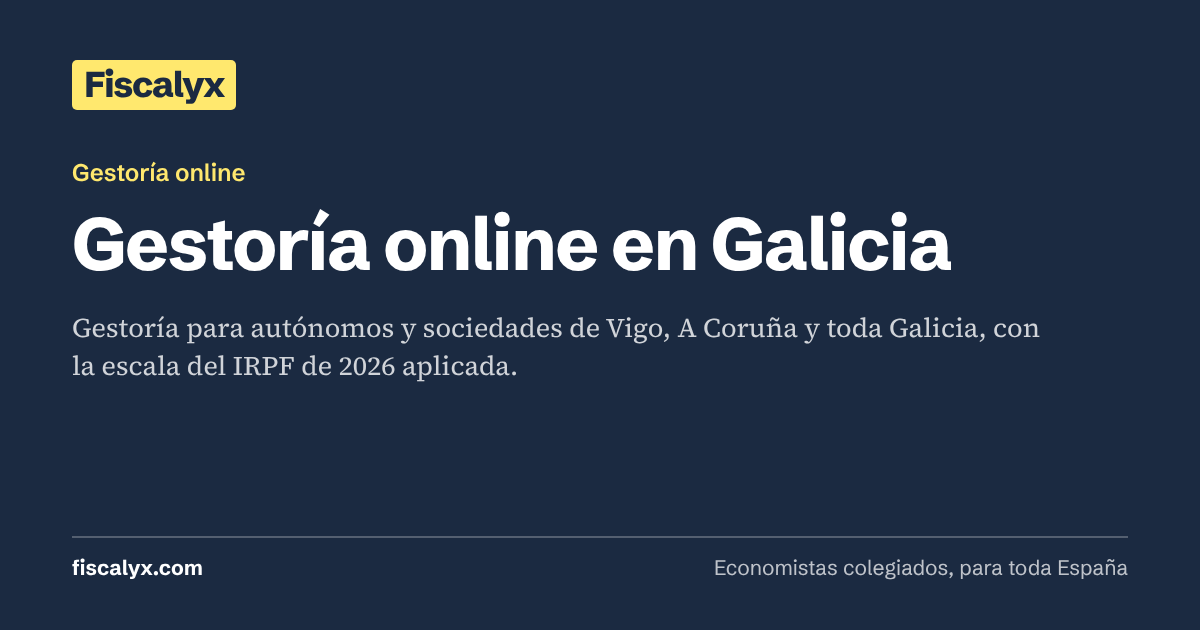 Fiscalyx
Gestoría online
Gestoría online en Galicia
Gestoría para autónomos y sociedades de Vigo, A Coruña y toda Galicia, con
la escala del IRPF de 2026 aplicada.
fiscalyx.com
Economistas colegiados, para toda España